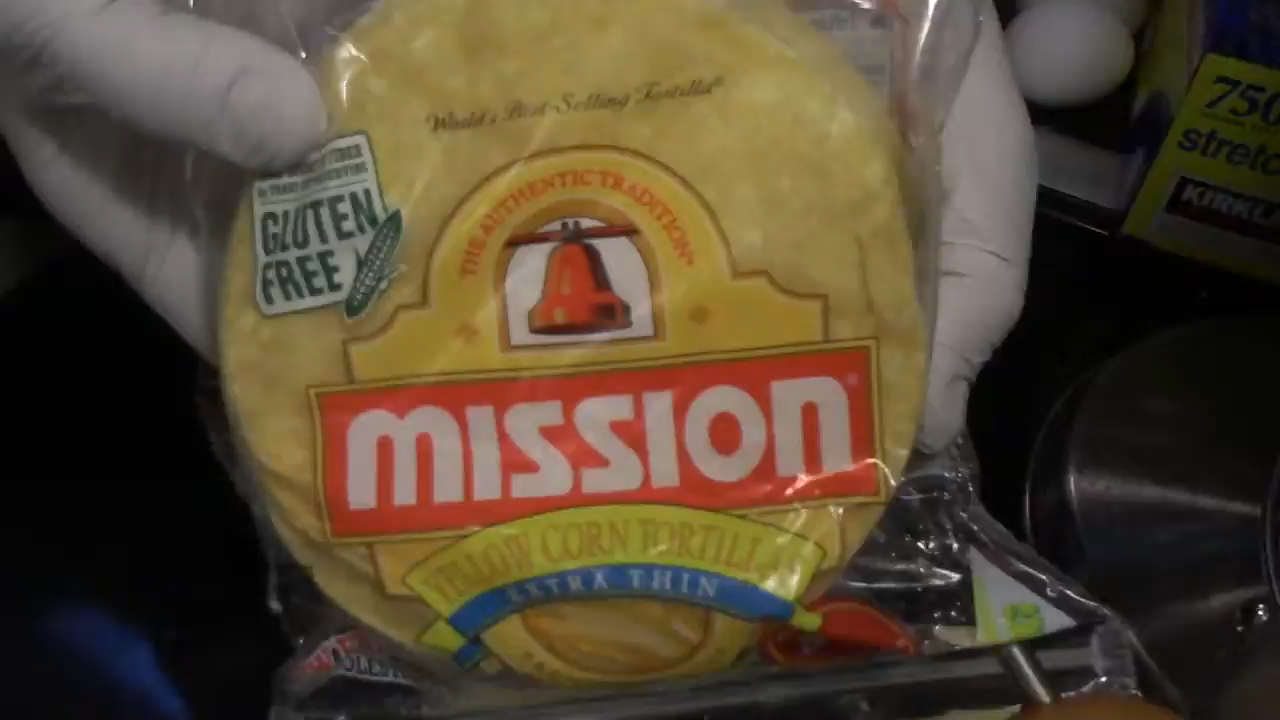 World's Best-Selling Tortilla®
THE AUTHENTIC TRADITION®
GLUTEN
FREE
MISSION®
YELLOW CORN TORTILLAS
EXTRA THIN
750
stretc
KIRKL